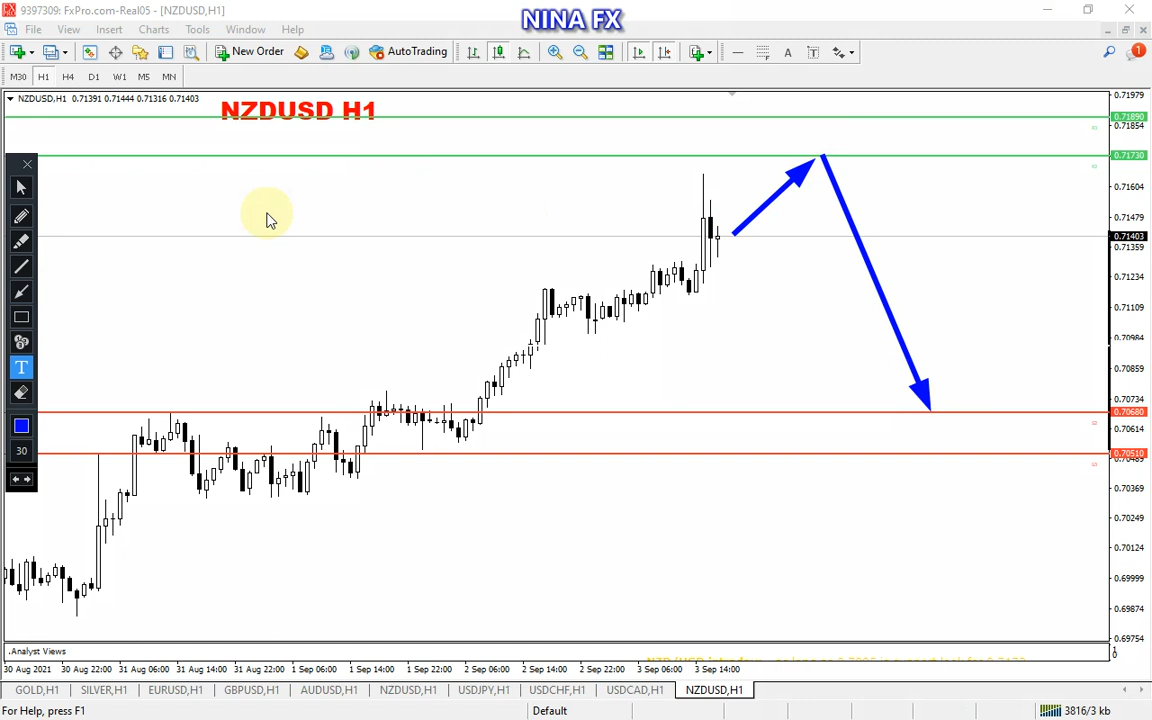 9397309: FxPro.com-Real05 - [NZDUSD,H1]
NINA FX
File View Insert Charts Tools Window Help
New Order AutoTrading
A T 1
M30 H1 H4 D1 W1 M5 MN
NZDUSD,H1 0.71391 0.71444 0.71316 0.71403
NZDUSD H1
0.71979
0.71890
0.71854
0.71730
0.71604
0.71479
0.71403
0.71359
0.71234
0.71109
0.70984
0.70859
0.70734
0.70680
0.70614
0.70510
0.70489
0.70369
0.70249
0.70124
0.69999
0.69874
0.69754
T
30
.Analyst Views
30 Aug 2021 30 Aug 22:00 31 Aug 06:00 31 Aug 14:00 31 Aug 22:00 1 Sep 06:00 1 Sep 14:00 1 Sep 22:00 2 Sep 06:00 2 Sep 14:00 2 Sep 22:00 3 Sep 06:00 3 Sep 14:00
GOLD,H1 SILVER,H1 EURUSD,H1 GBPUSD,H1 AUDUSD,H1 NZDUSD,H1 USDJPY,H1 USDCHF,H1 USDCAD,H1 NZDUSD,H1
For Help, press F1 Default 3816/3 kb